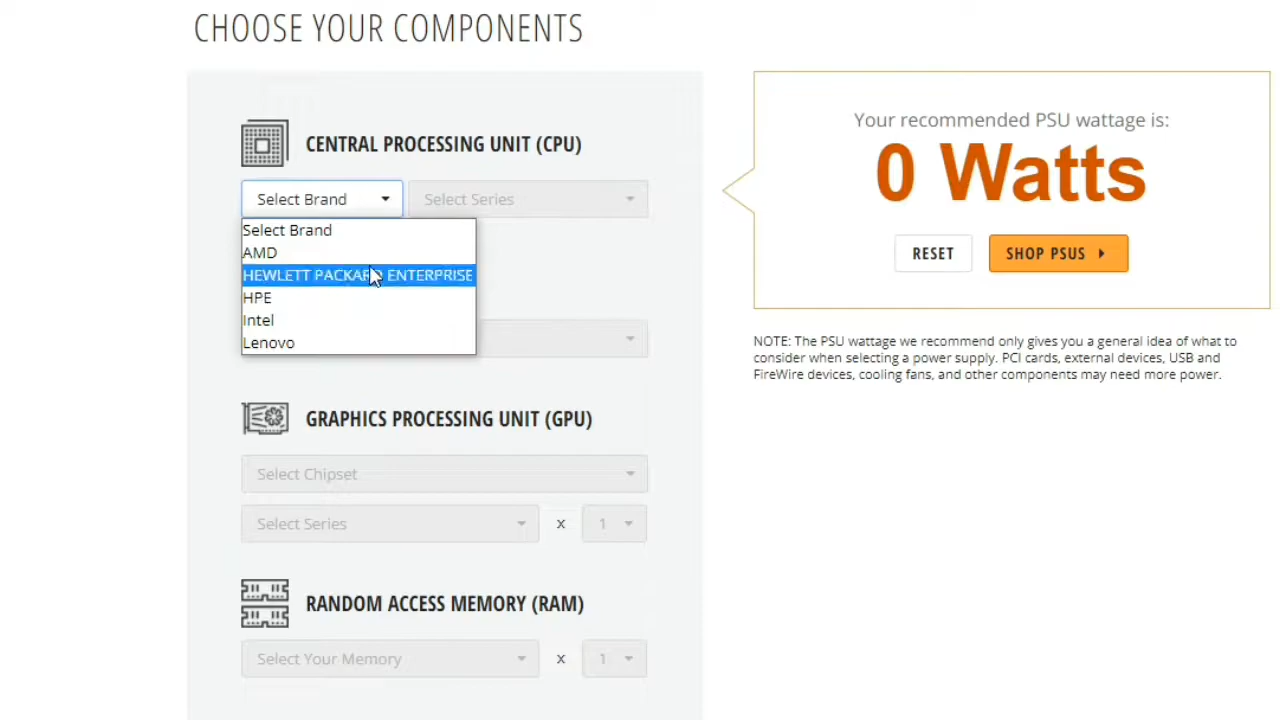 CHOOSE YOUR COMPONENTS
CENTRAL PROCESSING UNIT (CPU)
Select Brand
Select Series
Select Brand
AMD
HEWLETT PACKARD ENTERPRISE
HPE
Intel
Lenovo
GRAPHICS PROCESSING UNIT (GPU)
Select Chipset
Select Series
x
1
RANDOM ACCESS MEMORY (RAM)
Select Your Memory
x
1
Your recommended PSU wattage is:
0 Watts
RESET
SHOP PSUS
NOTE: The PSU wattage we recommend only gives you a general idea of what to
consider when selecting a power supply. PCI cards, external devices, USB and
FireWire devices, cooling fans, and other components may need more power.